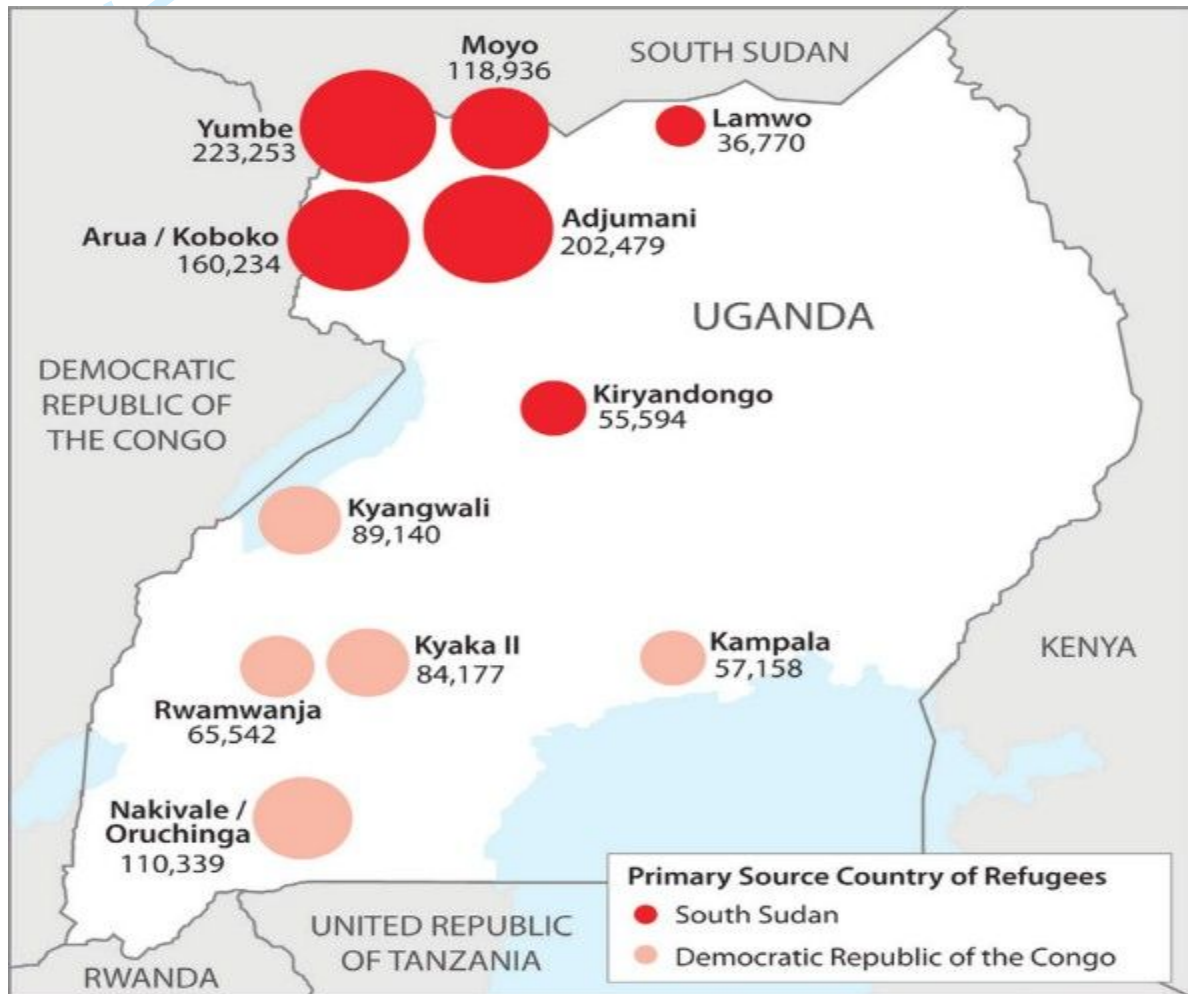 Moyo
118,936
SOUTH SUDAN
Yumbe
223,253
Lamwo
36,770
Arua / Koboko
160,234
Adjumani
202,479
UGANDA
DEMOCRATIC
REPUBLIC OF
THE CONGO
Kiryandongo
55,594
Kyangwali
89,140
Rwamwanja
65,542
Kyaka II
84,177
Kampala
57,158
KENYA
Nakivale /
Oruchinga
110,339
Primary Source Country of Refugees
South Sudan
Democratic Republic of the Congo
UNITED REPUBLIC
OF TANZANIA
RWANDA